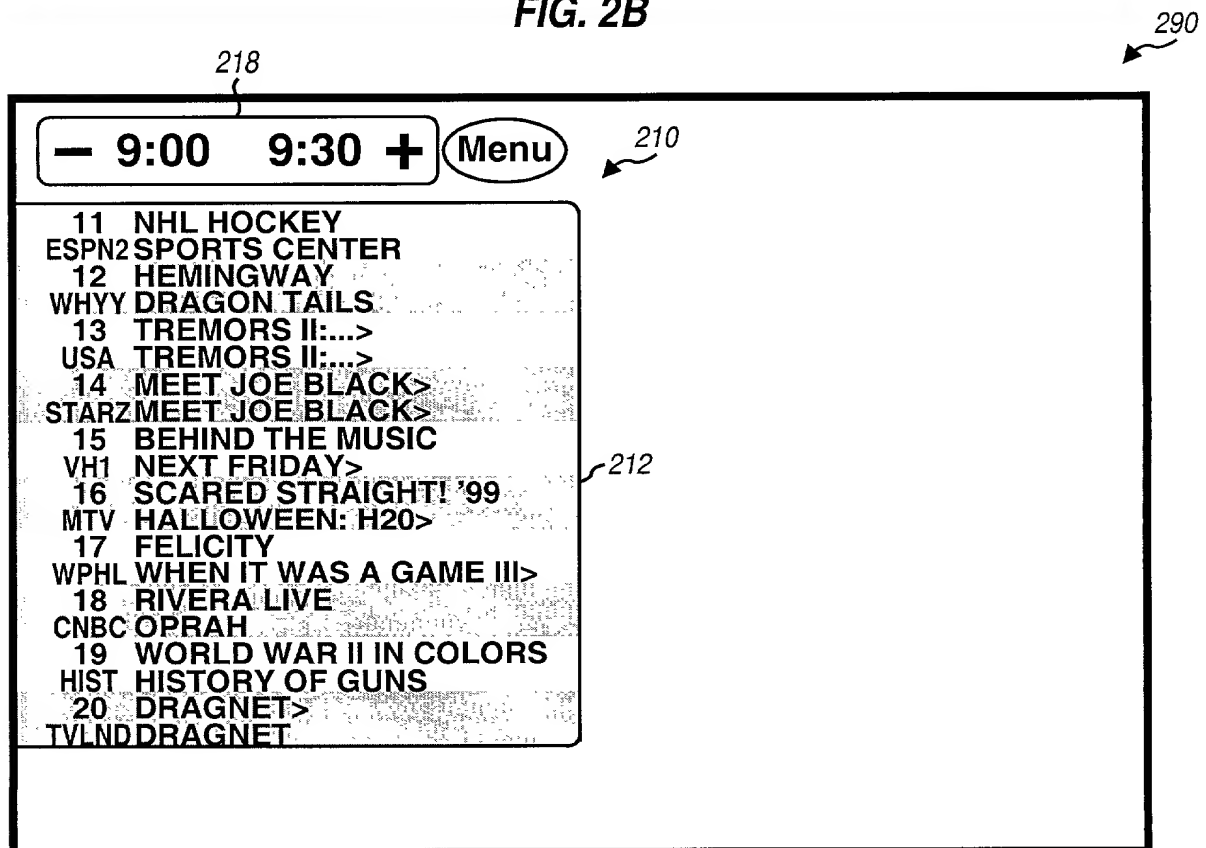 FIG. 2B
290
218
− 9:00 9:30 + Menu
210
11 NHL HOCKEY
ESPN2 SPORTS CENTER
12 HEMINGWAY
WHYY DRAGON TAILS
13 TREMORS II:...>
USA TREMORS II:...>
14 MEET JOE BLACK>
STARZ MEET JOE BLACK>
15 BEHIND THE MUSIC
VH1 NEXT FRIDAY>
212
16 SCARED STRAIGHT! '99
MTV HALLOWEEN: H20>
17 FELICITY
WPHL WHEN IT WAS A GAME III>
18 RIVERA LIVE
CNBC OPRAH
19 WORLD WAR II IN COLORS
HIST HISTORY OF GUNS
20 DRAGNET>
TVLND DRAGNET